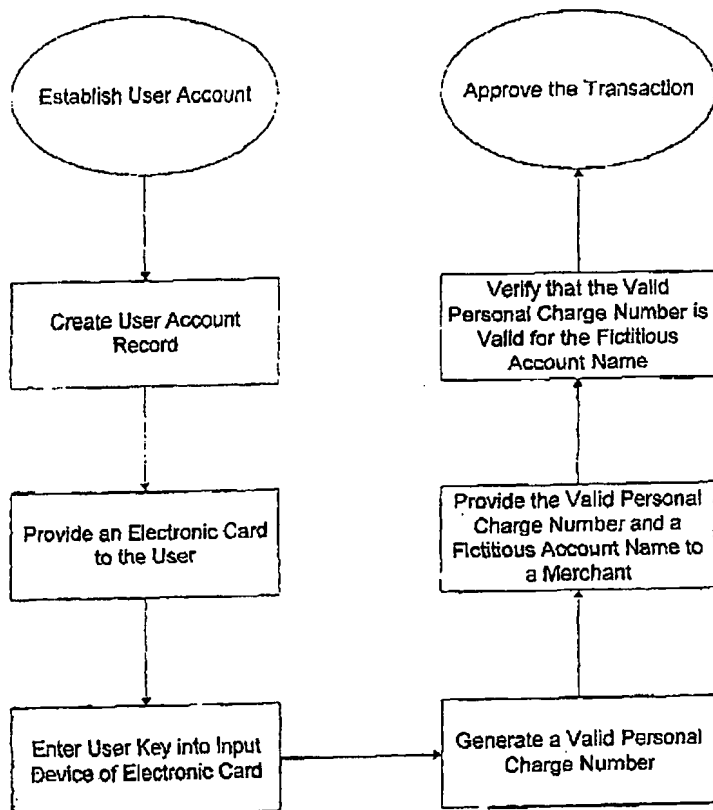 Establish User Account
Create User Account
Record
Provide an Electronic Card
to the User
Enter User Key into Input
Device of Electronic Card
Generate a Valid Personal
Charge Number
Provide the Valid Personal
Charge Number and a
Fictitious Account Name to
a Merchant
Verify that the Valid
Personal Charge Number is
Valid for the Fictitious
Account Name
Approve the Transaction